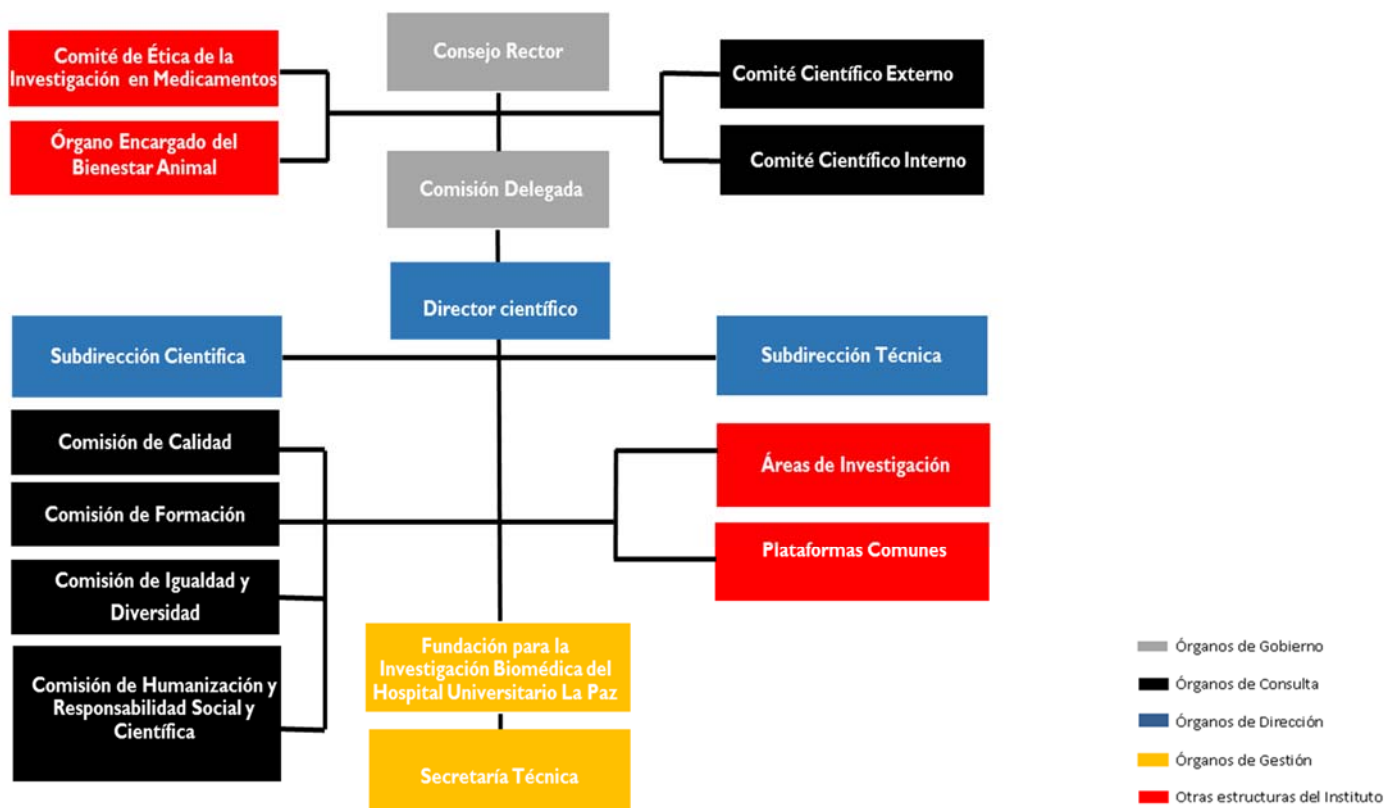 Comité de Ética de la
Investigación en Medicamentos
Consejo Rector
Comité Científico Externo
Órgano Encargado del
Bienestar Animal
Comisión Delegada
Comité Científico Interno
Director científico
Subdirección Cientifica
Subdirección Técnica
Comisión de Calidad
Áreas de Investigación
Comisión de Formación
Plataformas Comunes
Comisión de Igualdad y
Diversidad
Fundación para la
Investigación Biomédica del
Hospital Universitario La Paz
Comisión de Humanización y
Responsabilidad Social y
Científica
Secretaría Técnica
Órganos de Gobierno
Órganos de Consulta
Órganos de Dirección
Órganos de Gestión
Otras estructuras del Instituto